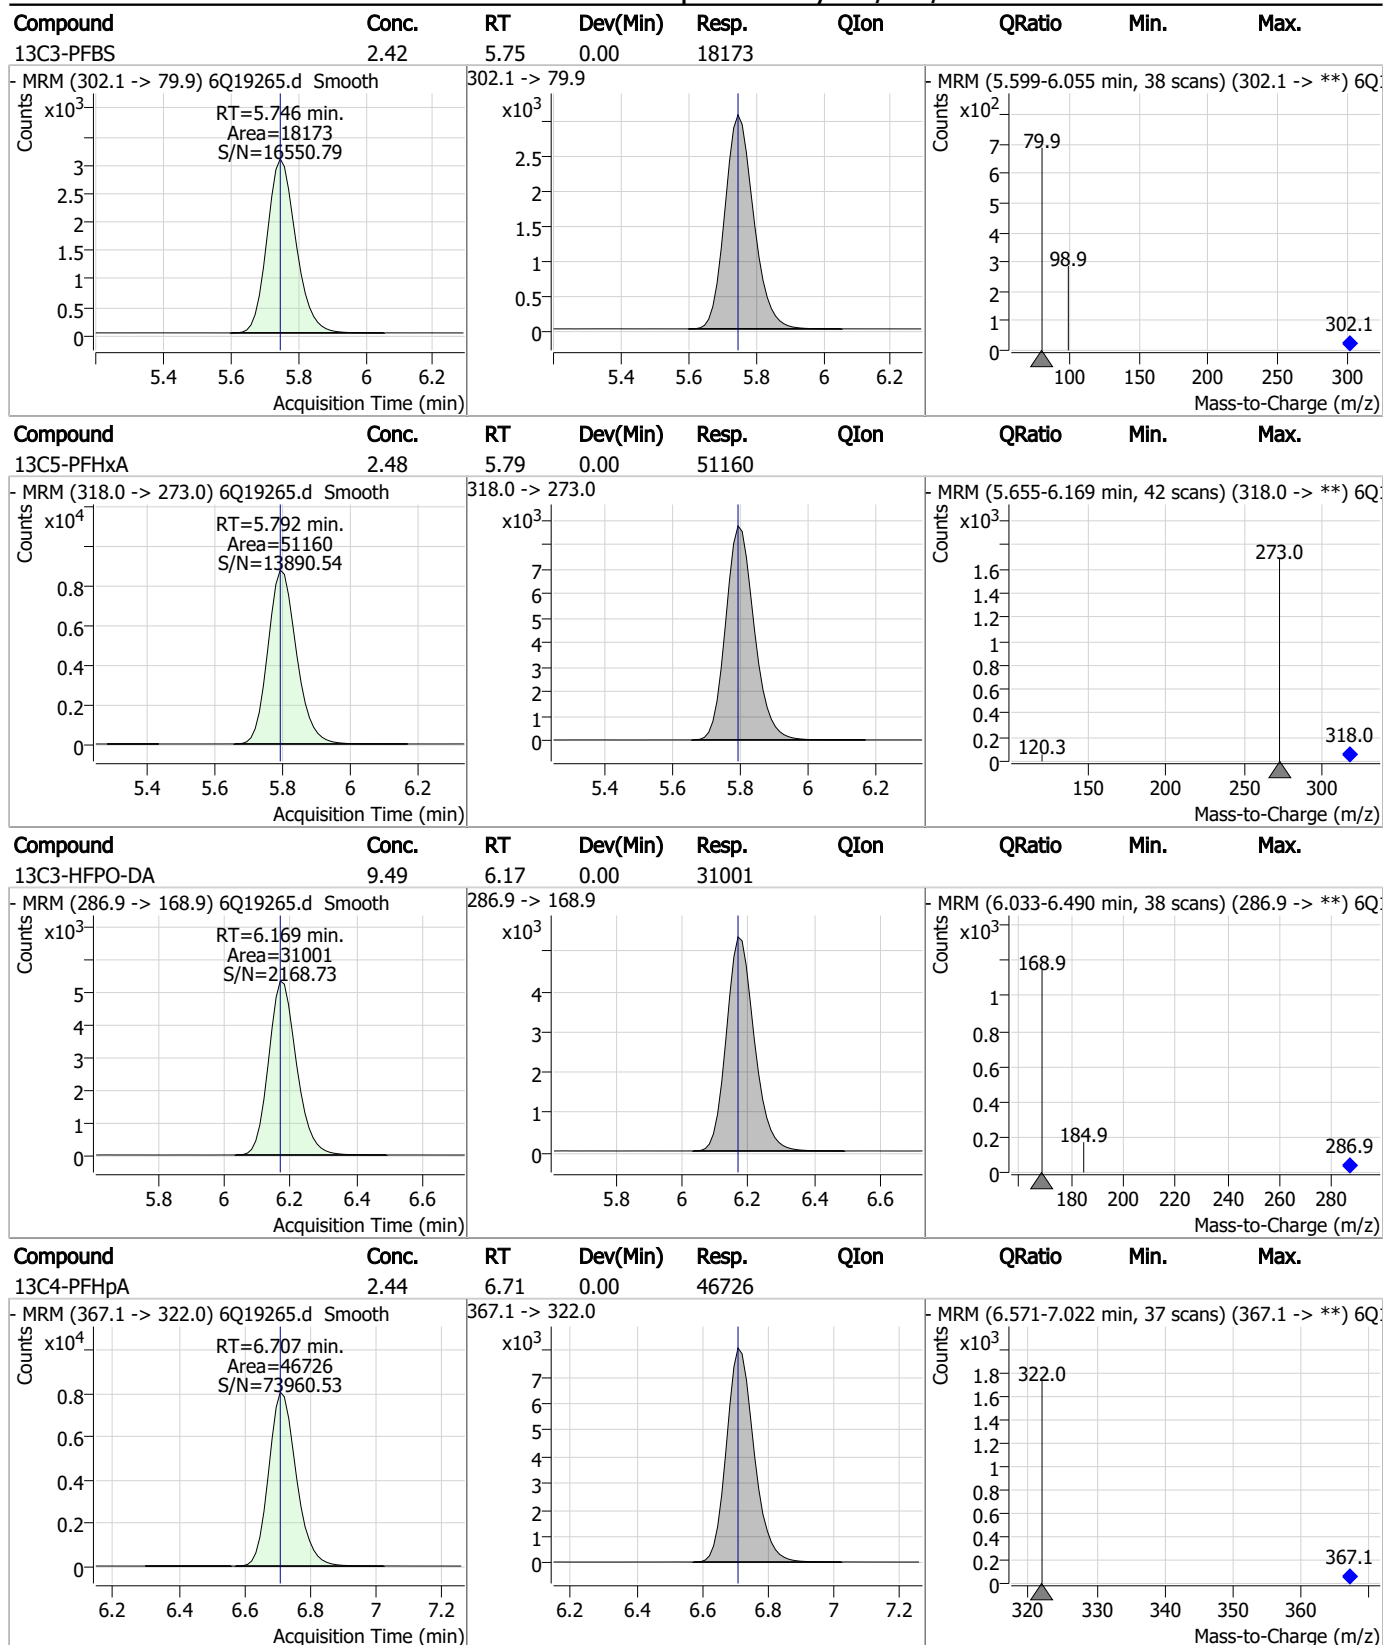 Compound Conc. RT Dev(Min) Resp. QIon QRatio Min. Max.
13C3-PFBS 2.42 5.75 0.00 18173
- MRM (302.1 -> 79.9) 6Q19265.d Smooth
Counts
x10³
RT=5.746 min.
Area=18173
S/N=16550.79
3
2.5
2
1.5
1
0.5
0
5.4 5.6 5.8 6 6.2
Acquisition Time (min)
302.1 -> 79.9
x10³
2.5
2
1.5
1
0.5
0
5.4 5.6 5.8 6 6.2
- MRM (5.599-6.055 min, 38 scans) (302.1 -> **) 6Q
Counts
x10²
7
6
5
4
3
2
1
0
79.9
98.9
302.1
100 150 200 250 300
Mass-to-Charge (m/z)
Compound Conc. RT Dev(Min) Resp. QIon QRatio Min. Max.
13C5-PFHxA 2.48 5.79 0.00 51160
- MRM (318.0 -> 273.0) 6Q19265.d Smooth
Counts
x10⁴
RT=5.792 min.
Area=51160
S/N=13890.54
0.8
0.6
0.4
0.2
0
5.4 5.6 5.8 6 6.2
Acquisition Time (min)
318.0 -> 273.0
x10³
7
6
5
4
3
2
1
0
5.4 5.6 5.8 6 6.2
- MRM (5.655-6.169 min, 42 scans) (318.0 -> **) 6Q
Counts
x10³
1.6
1.4
1.2
1
0.8
0.6
0.4
0.2
0
273.0
120.3
318.0
150 200 250 300
Mass-to-Charge (m/z)
Compound Conc. RT Dev(Min) Resp. QIon QRatio Min. Max.
13C3-HFPO-DA 9.49 6.17 0.00 31001
- MRM (286.9 -> 168.9) 6Q19265.d Smooth
Counts
x10³
RT=6.169 min.
Area=31001
S/N=2168.73
5
4
3
2
1
0
5.8 6 6.2 6.4 6.6
Acquisition Time (min)
286.9 -> 168.9
x10³
4
3
2
1
0
5.8 6 6.2 6.4 6.6
- MRM (6.033-6.490 min, 38 scans) (286.9 -> **) 6Q
Counts
x10³
1
0.8
0.6
0.4
0.2
0
168.9
184.9
286.9
180 200 220 240 260 280
Mass-to-Charge (m/z)
Compound Conc. RT Dev(Min) Resp. QIon QRatio Min. Max.
13C4-PFHpA 2.44 6.71 0.00 46726
- MRM (367.1 -> 322.0) 6Q19265.d Smooth
Counts
x10⁴
RT=6.707 min.
Area=46726
S/N=73960.53
0.8
0.6
0.4
0.2
0
6.2 6.4 6.6 6.8 7 7.2
Acquisition Time (min)
367.1 -> 322.0
x10³
7
6
5
4
3
2
1
0
6.2 6.4 6.6 6.8 7 7.2
- MRM (6.571-7.022 min, 37 scans) (367.1 -> **) 6Q
Counts
x10³
1.8
1.6
1.4
1.2
1
0.8
0.6
0.4
0.2
0
322.0
367.1
320 330 340 350 360
Mass-to-Charge (m/z)